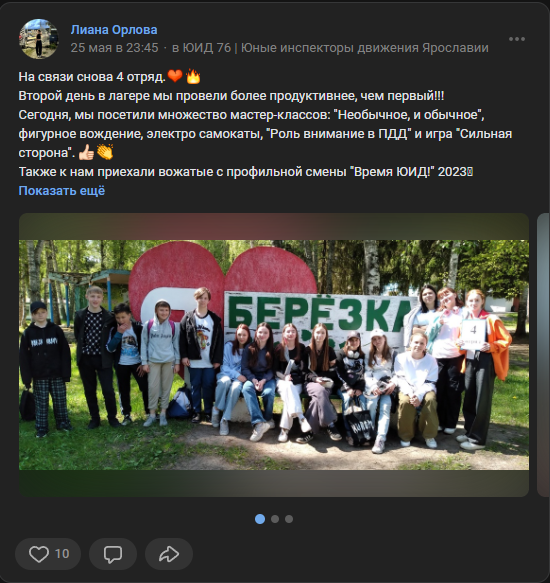 Лиана Орлова
25 мая в 23:45 · в ЮИД 76 | Юные инспекторы движения Ярославии
На связи снова 4 отряд.❤️🔥
Второй день в лагере мы провели более продуктивнее, чем первый!!!
Сегодня, мы посетили множество мастер-классов: "Необычное, и обычное",
фигурное вождение, электро самокаты, "Роль внимание в ПДД" и игра "Сильная
сторона". 👍🏻👏
Также к нам приехали вожатые с профильной смены "Время ЮИД!" 2023
Показать ещё
БЕРЁЗКА
4
10